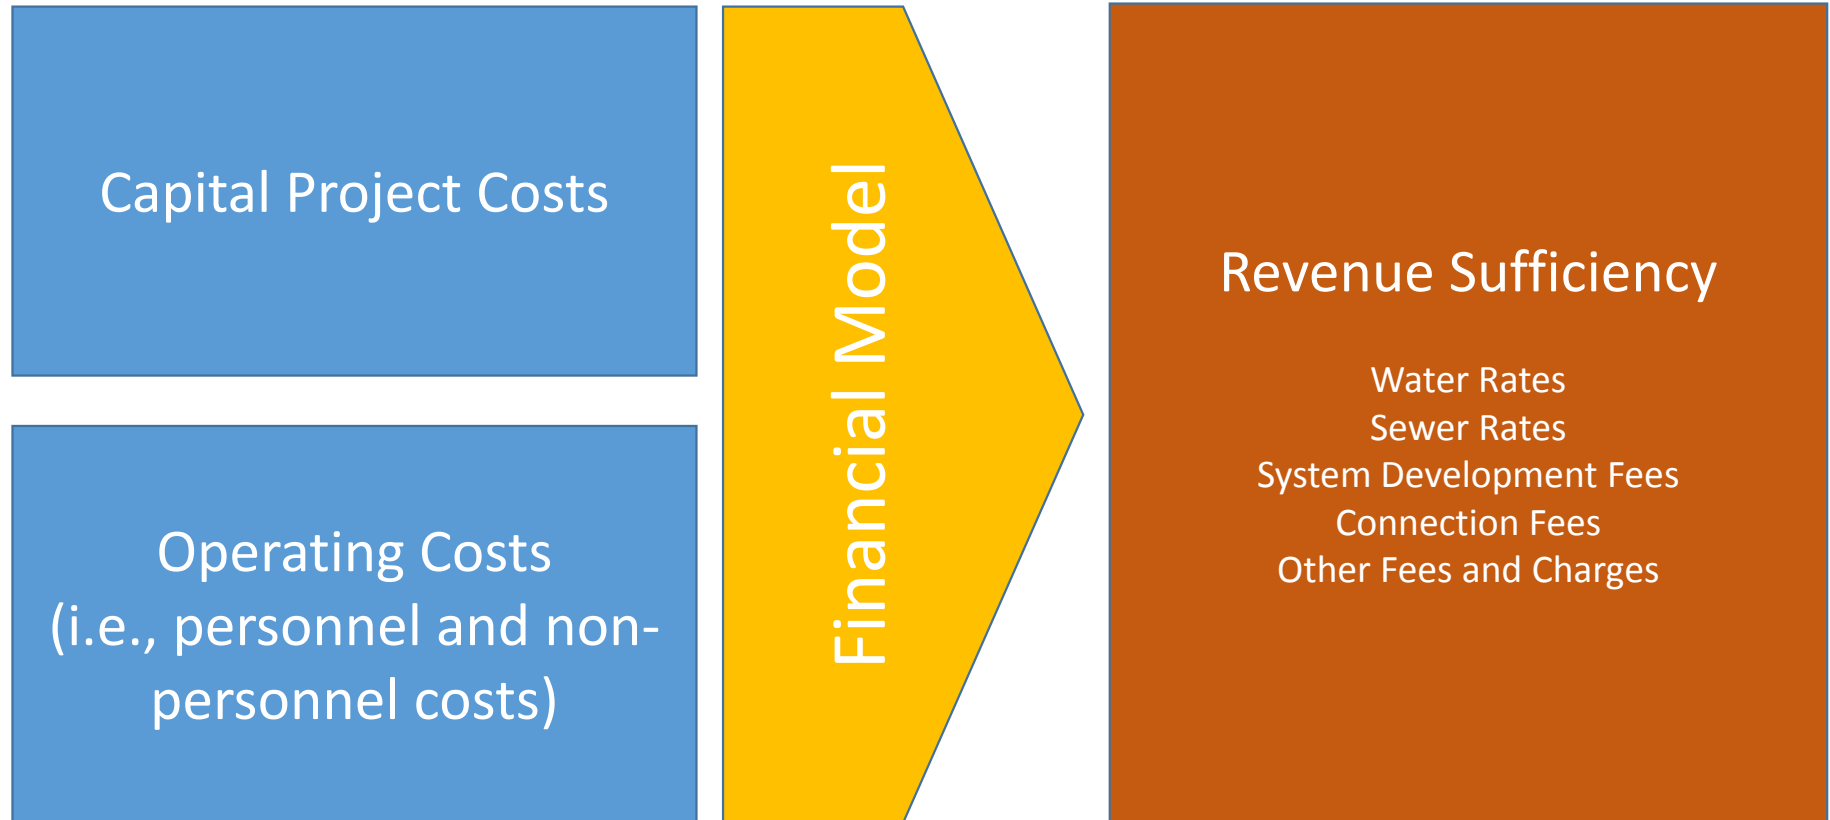 Capital Project Costs
Operating Costs
(i.e., personnel and non-
personnel costs)
Financial Model
Revenue Sufficiency
Water Rates
Sewer Rates
System Development Fees
Connection Fees
Other Fees and Charges